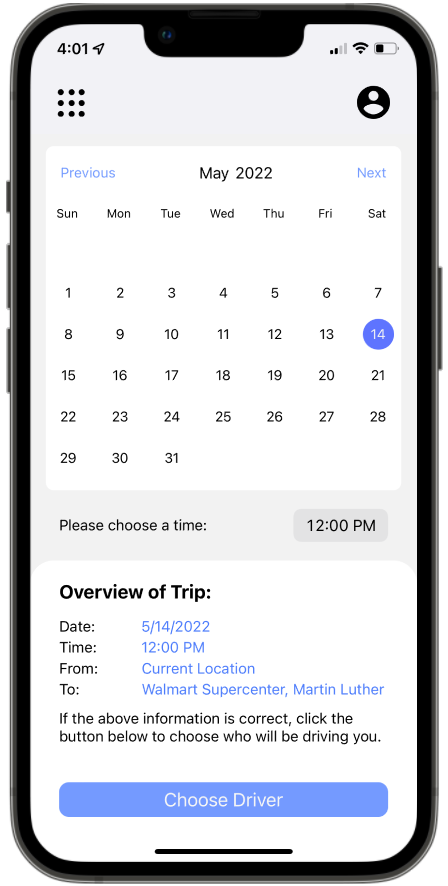 4:01
Previous May 2022 Next
Sun Mon Tue Wed Thu Fri Sat
1 2 3 4 5 6 7
8 9 10 11 12 13 14
15 16 17 18 19 20 21
22 23 24 25 26 27 28
29 30 31
Please choose a time: 12:00 PM
Overview of Trip:
Date: 5/14/2022
Time: 12:00 PM
From: Current Location
To: Walmart Supercenter, Martin Luther
If the above information is correct, click the
button below to choose who will be driving you.
Choose Driver